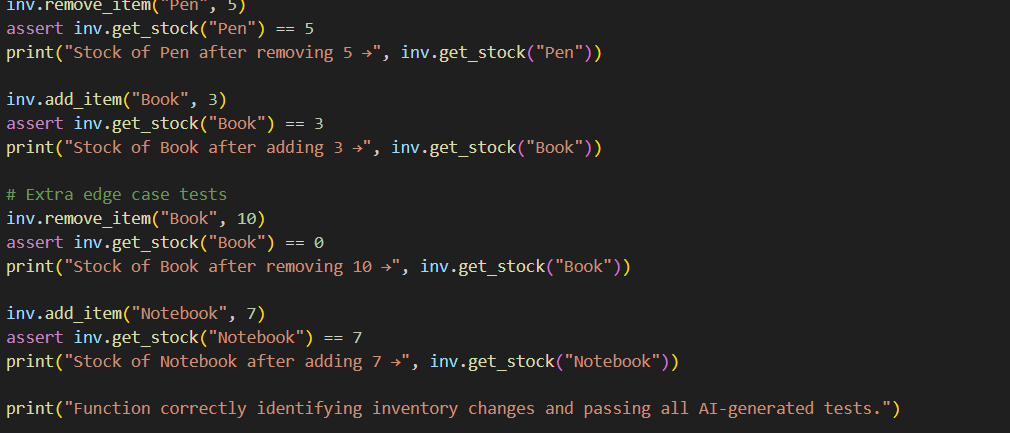 inv.remove_item("Pen", 5)
assert inv.get_stock("Pen") == 5
print("Stock of Pen after removing 5 →", inv.get_stock("Pen"))
inv.add_item("Book", 3)
assert inv.get_stock("Book") == 3
print("Stock of Book after adding 3 →", inv.get_stock("Book"))
# Extra edge case tests
inv.remove_item("Book", 10)
assert inv.get_stock("Book") == 0
print("Stock of Book after removing 10 →", inv.get_stock("Book"))
inv.add_item("Notebook", 7)
assert inv.get_stock("Notebook") == 7
print("Stock of Notebook after adding 7 →", inv.get_stock("Notebook"))
print("Function correctly identifying inventory changes and passing all AI-generated tests.")